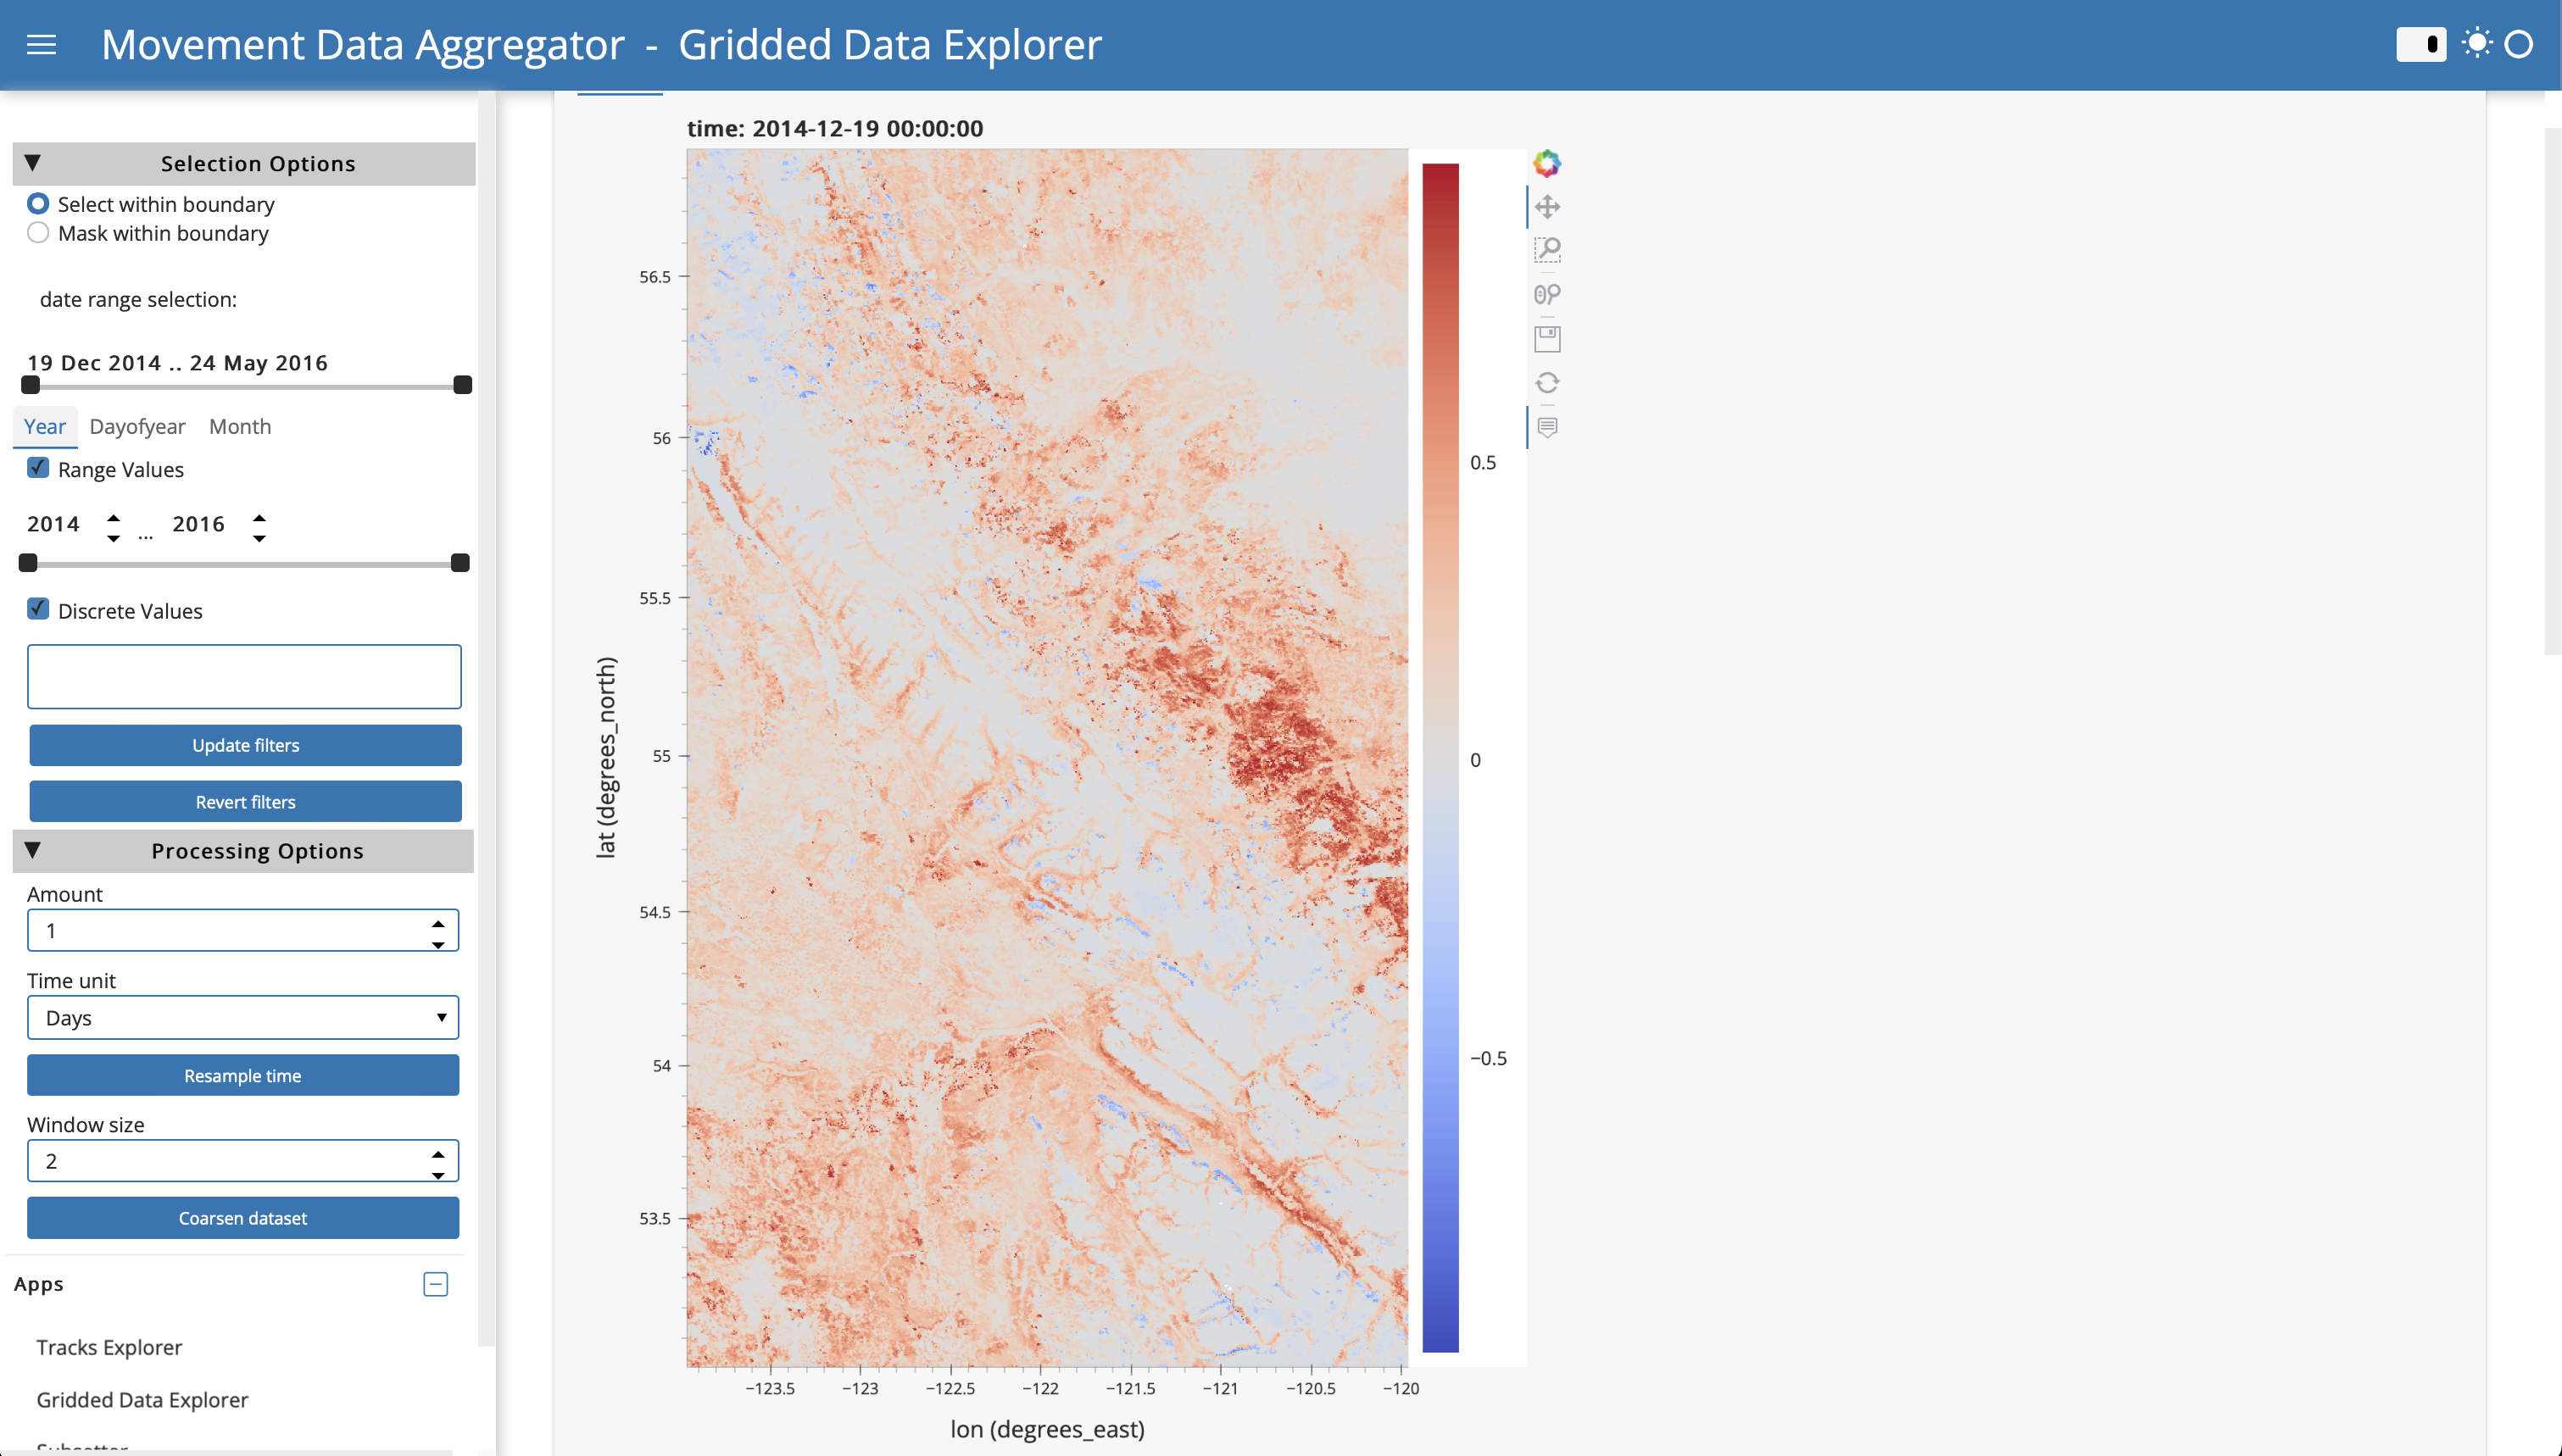 Movement Data Aggregator - Gridded Data Explorer
Selection Options
Select within boundary
Mask within boundary
date range selection:
19 Dec 2014 .. 24 May 2016
Year Dayofyear Month
Range Values
2014 ... 2016
Discrete Values
Update filters
Revert filters
Processing Options
Amount
1
Time unit
Days
Resample time
Window size
2
Coarsen dataset
Apps
Tracks Explorer
Gridded Data Explorer
time: 2014-12-19 00:00:00
56.5
56
55.5
55
54.5
54
53.5
lat (degrees_north)
−123.5 −123 −122.5 −122 −121.5 −121 −120.5 −120
lon (degrees_east)
0.5
0
−0.5